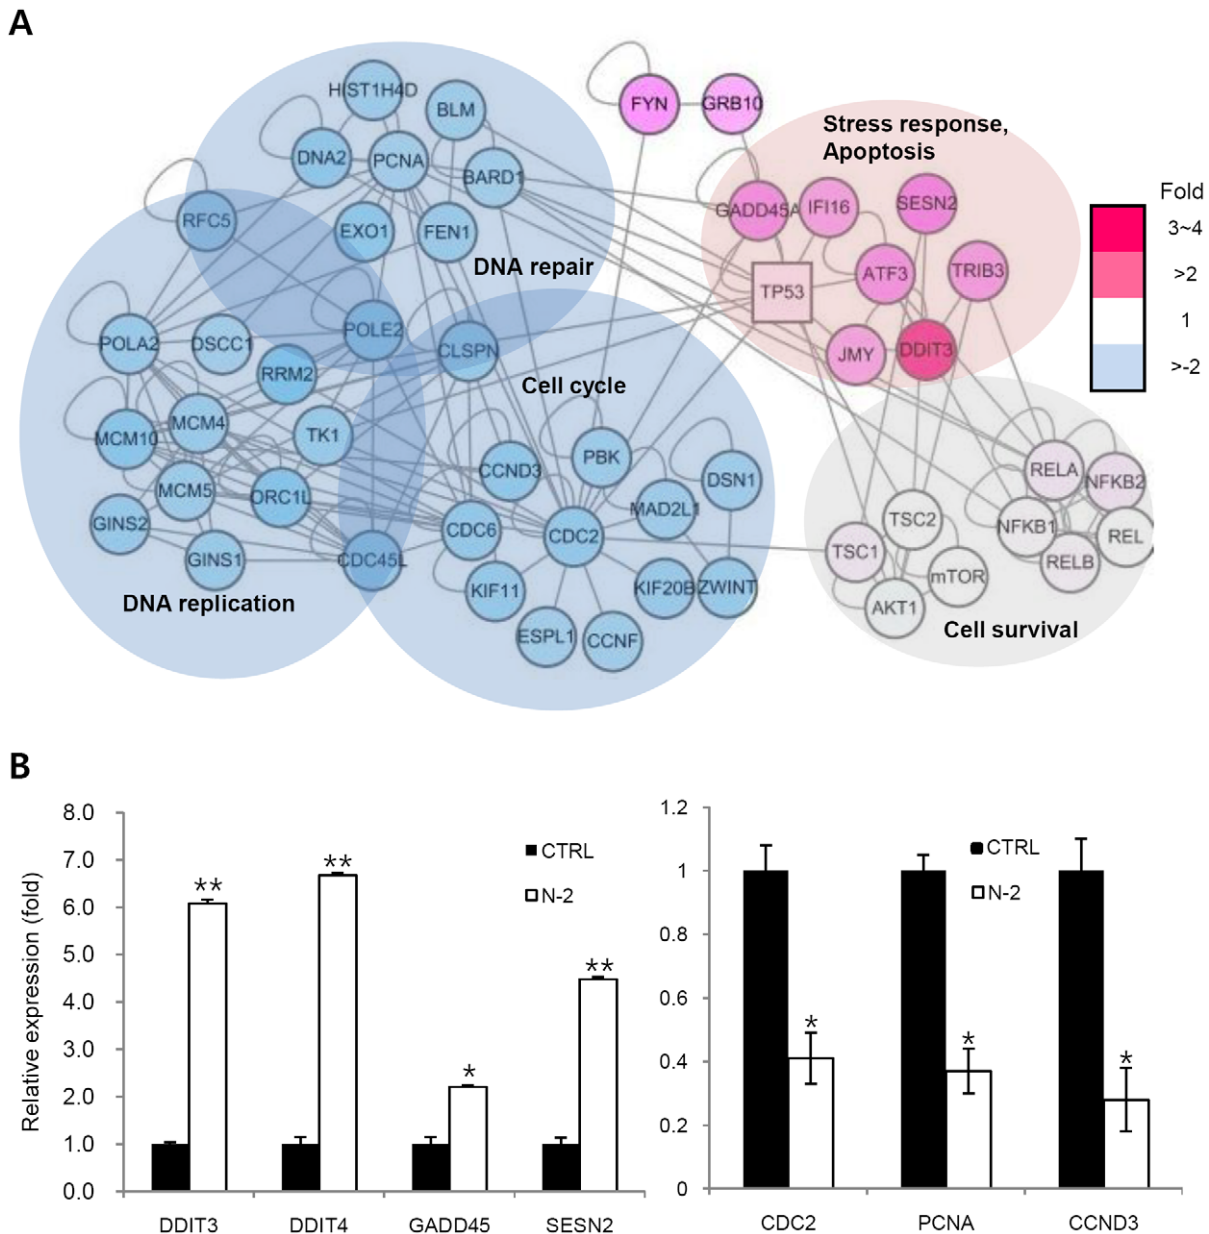 A
HIST1H4D
BLM
FYN
GRB10
Stress response,
Apoptosis
DNA2
PCNA
BARD1
Fold
3~4
>2
1
>-2
RFC5
EXO1
FEN1
GADD45A
IFI16
SESN2
DNA repair
ATF3
TRIB3
TP53
POLA2
DSCC1
POLE2
CLSPN
JMY
DDIT3
RRM2
Cell cycle
MCM10
MCM4
TK1
CCND3
PBK
DSN1
RELA
NFKB2
MCM5
ORC1L
MAD2L1
GINS2
CDC6
CDC2
TSC2
NFKB1
REL
GINS1
CDC45L
TSC1
RELB
mTOR
KIF11
KIF20B
ZWINT
AKT1
DNA replication
ESPL1
CCNF
Cell survival
B
Relative expression (fold)
8.0
7.0
6.0
5.0
4.0
3.0
2.0
1.0
0.0
CTRL
N-2
**
**
*
**
DDIT3
DDIT4
GADD45
SESN2
1.2
1
0.8
0.6
0.4
0.2
0
CTRL
N-2
*
*
*
CDC2
PCNA
CCND3